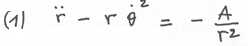 (1) r̈ - r θ̇² = - A/r²